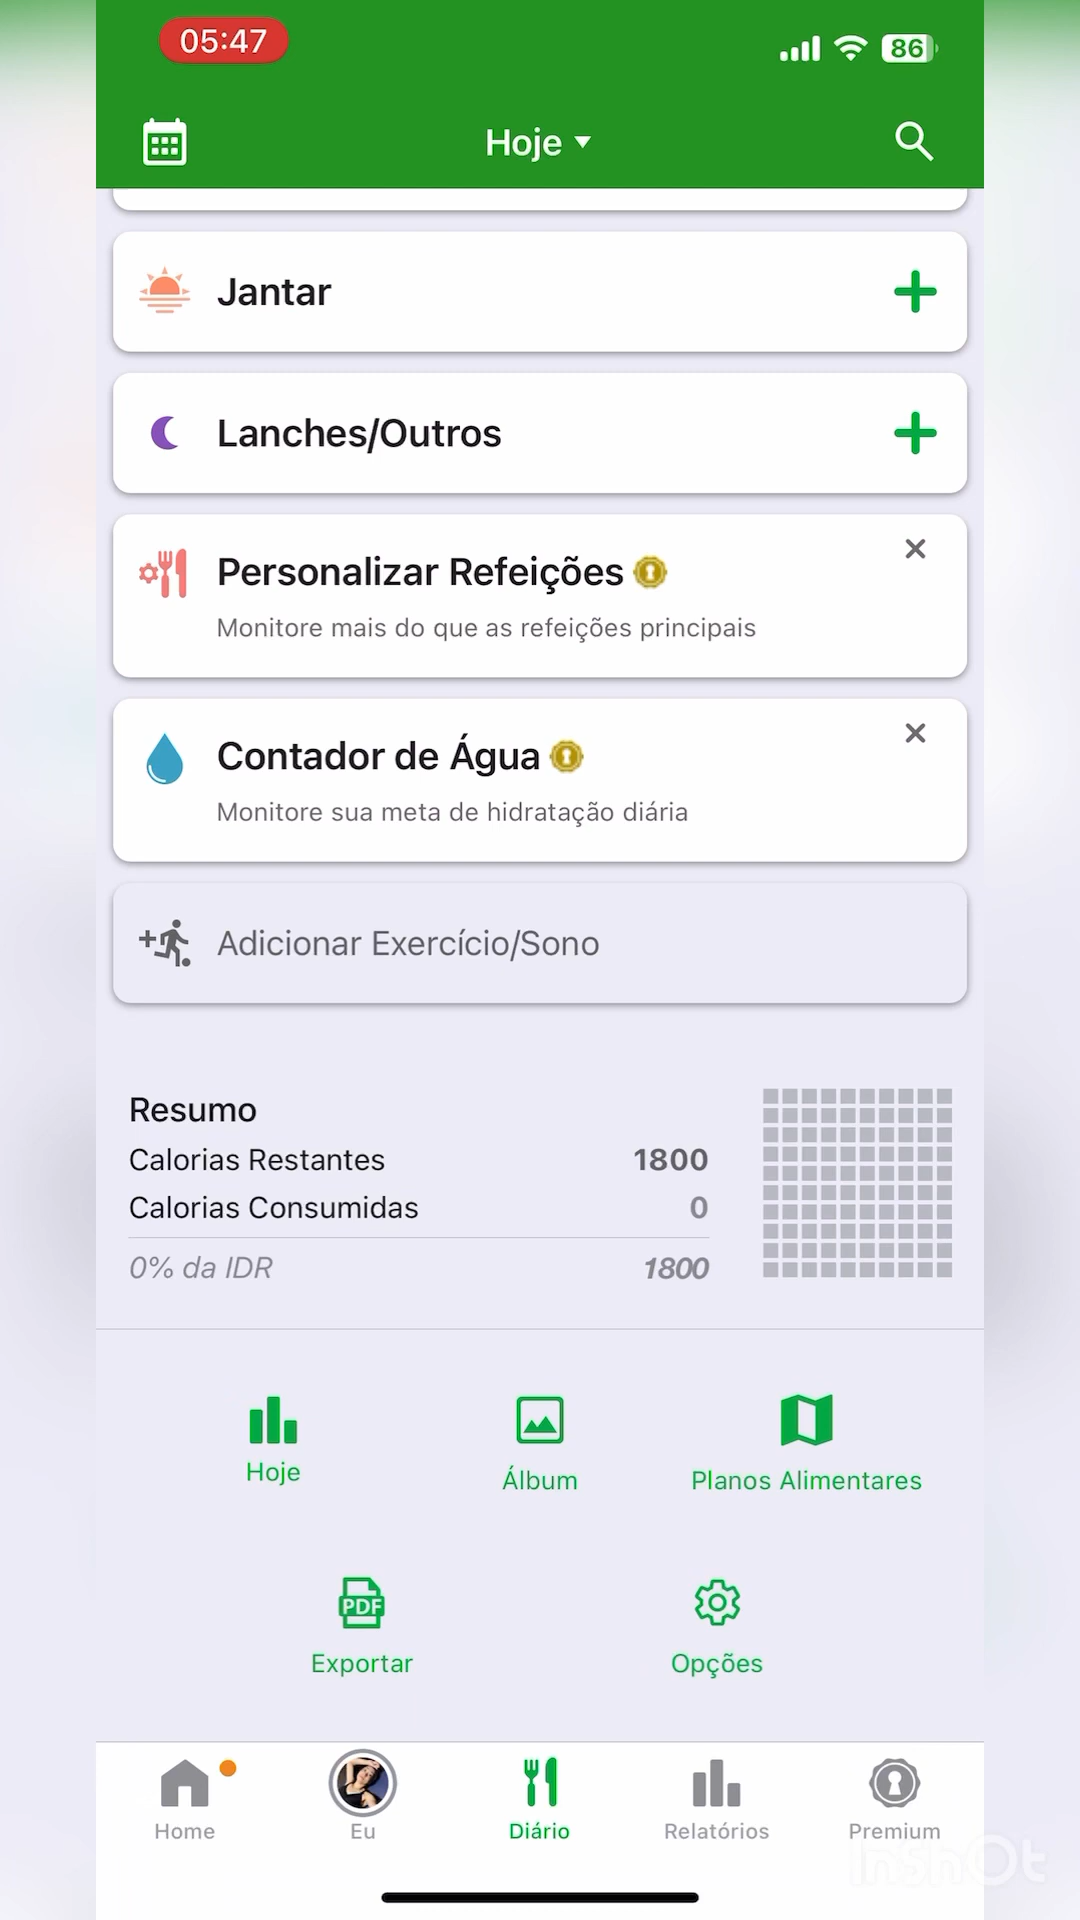 05:47
86
Hoje
Jantar
Lanches/Outros
Personalizar Refeições
Monitore mais do que as refeições principais
Contador de Água
Monitore sua meta de hidratação diária
Adicionar Exercício/Sono
Resumo
Calorias Restantes 1800
Calorias Consumidas 0
0% da IDR 1800
Hoje
Álbum
Planos Alimentares
PDF
Exportar
Opções
Home
Eu
Diário
Relatórios
Premium
InShOt